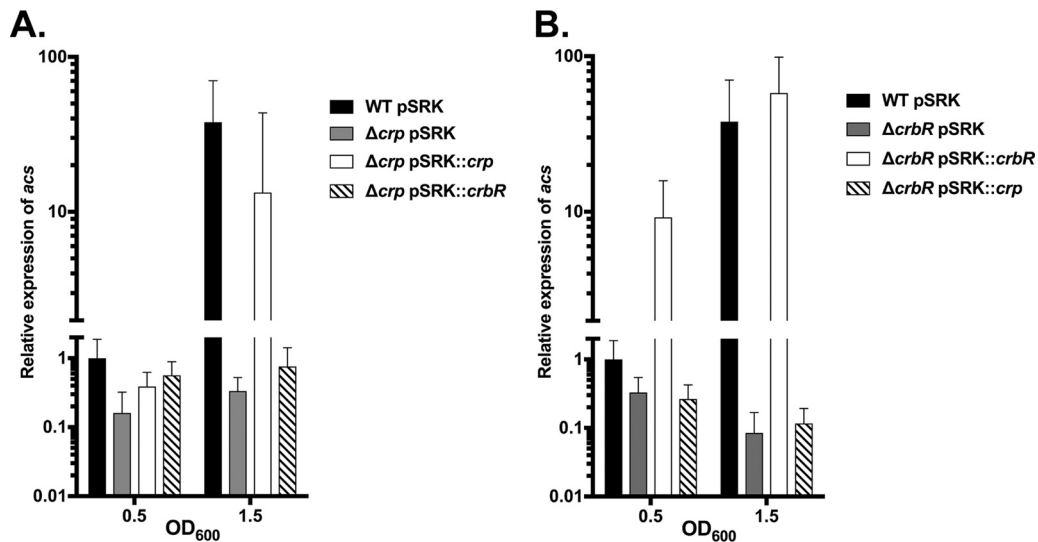 A.
Relative expression of acs
100
10
1
0.1
0.01
0.5
1.5
OD600
WT pSRK
Δcrp pSRK
Δcrp pSRK::crp
Δcrp pSRK::crbR
B.
Relative expression of acs
100
10
1
0.1
0.01
0.5
1.5
OD600
WT pSRK
ΔcrbR pSRK
ΔcrbR pSRK::crbR
ΔcrbR pSRK::crp